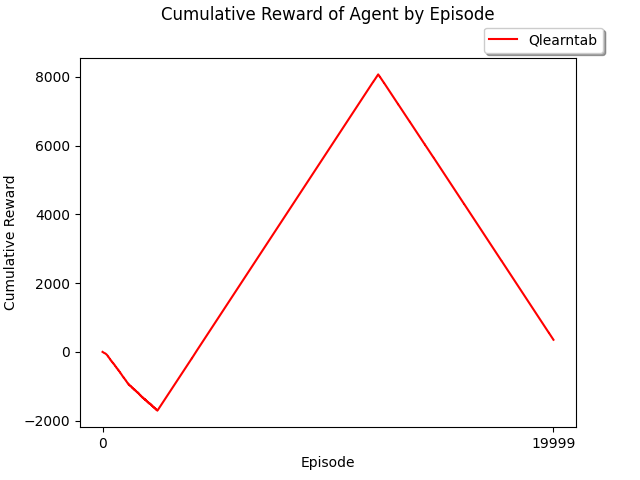 Cumulative Reward of Agent by Episode
Qlearntab
8000
6000
4000
2000
0
−2000
Cumulative Reward
0
19999
Episode